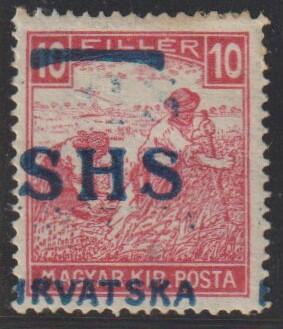 10 FILLÉR 10
SHS
MAGYAR KIR. POSTA
HRVATSKA